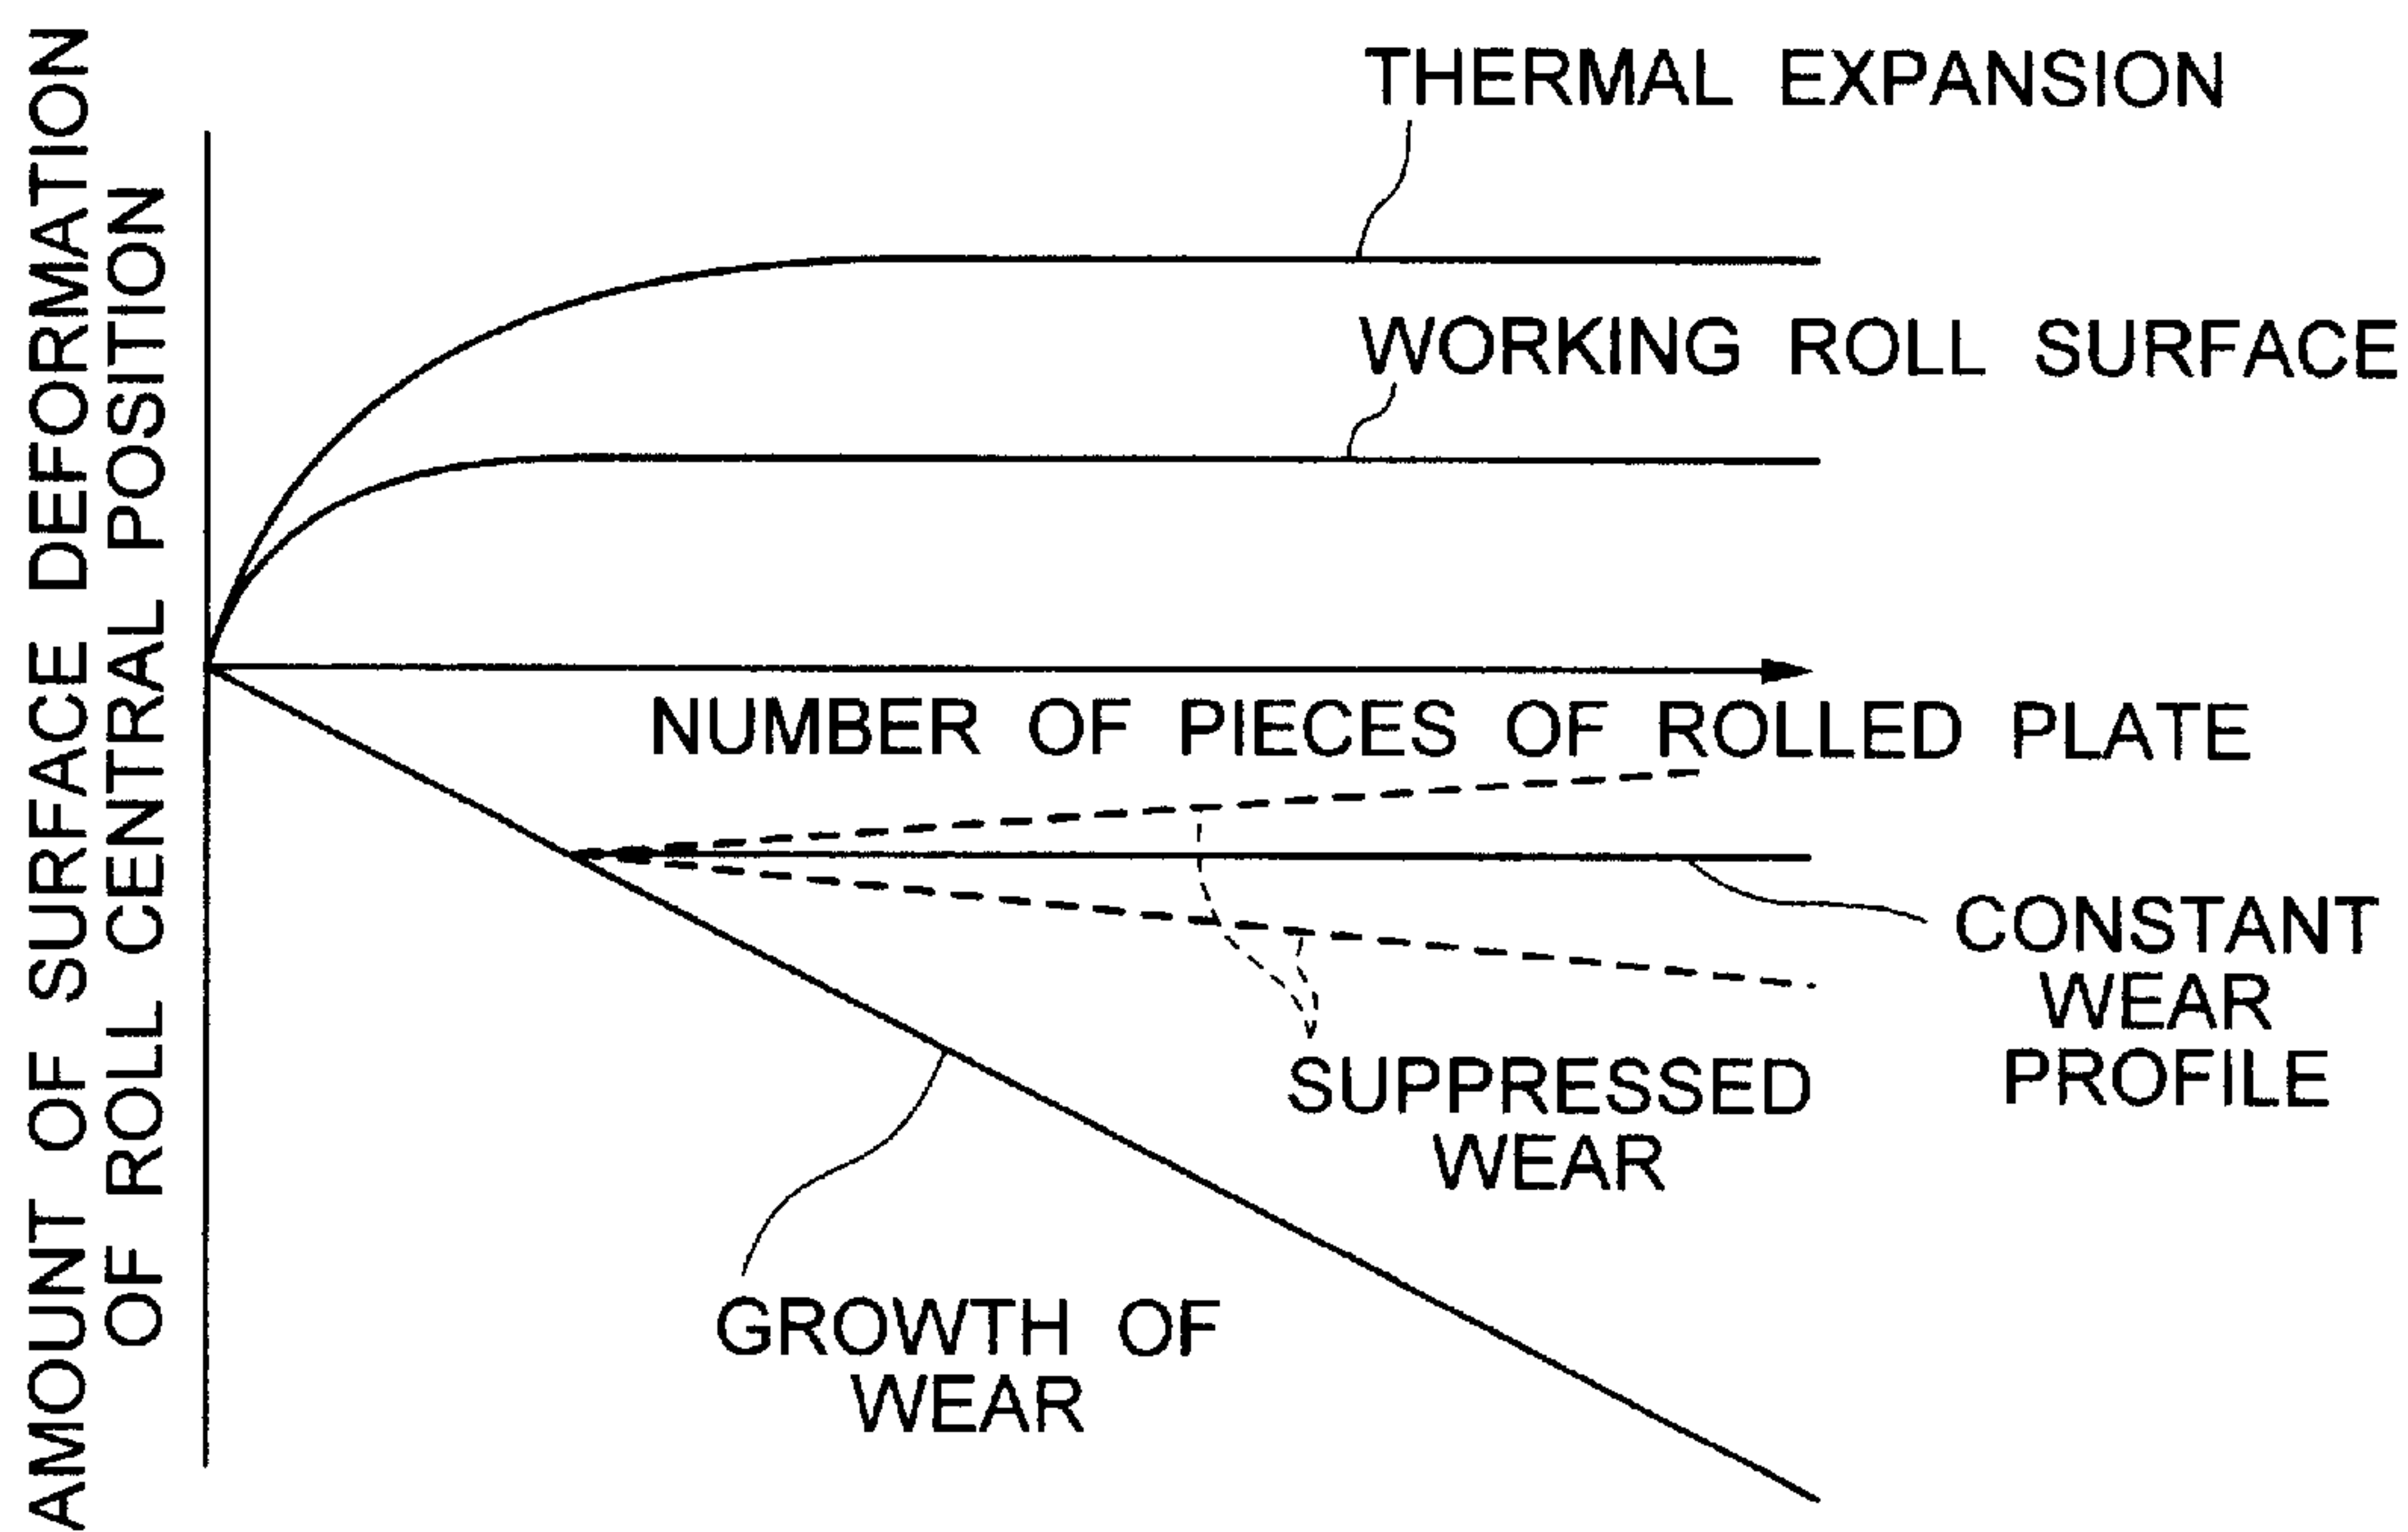 AMOUNT OF SURFACE DEFORMATION
OF ROLL CENTRAL POSITION
THERMAL EXPANSION
WORKING ROLL SURFACE
NUMBER OF PIECES OF ROLLED PLATE
CONSTANT
WEAR
PROFILE
SUPPRESSED
WEAR
GROWTH OF
WEAR